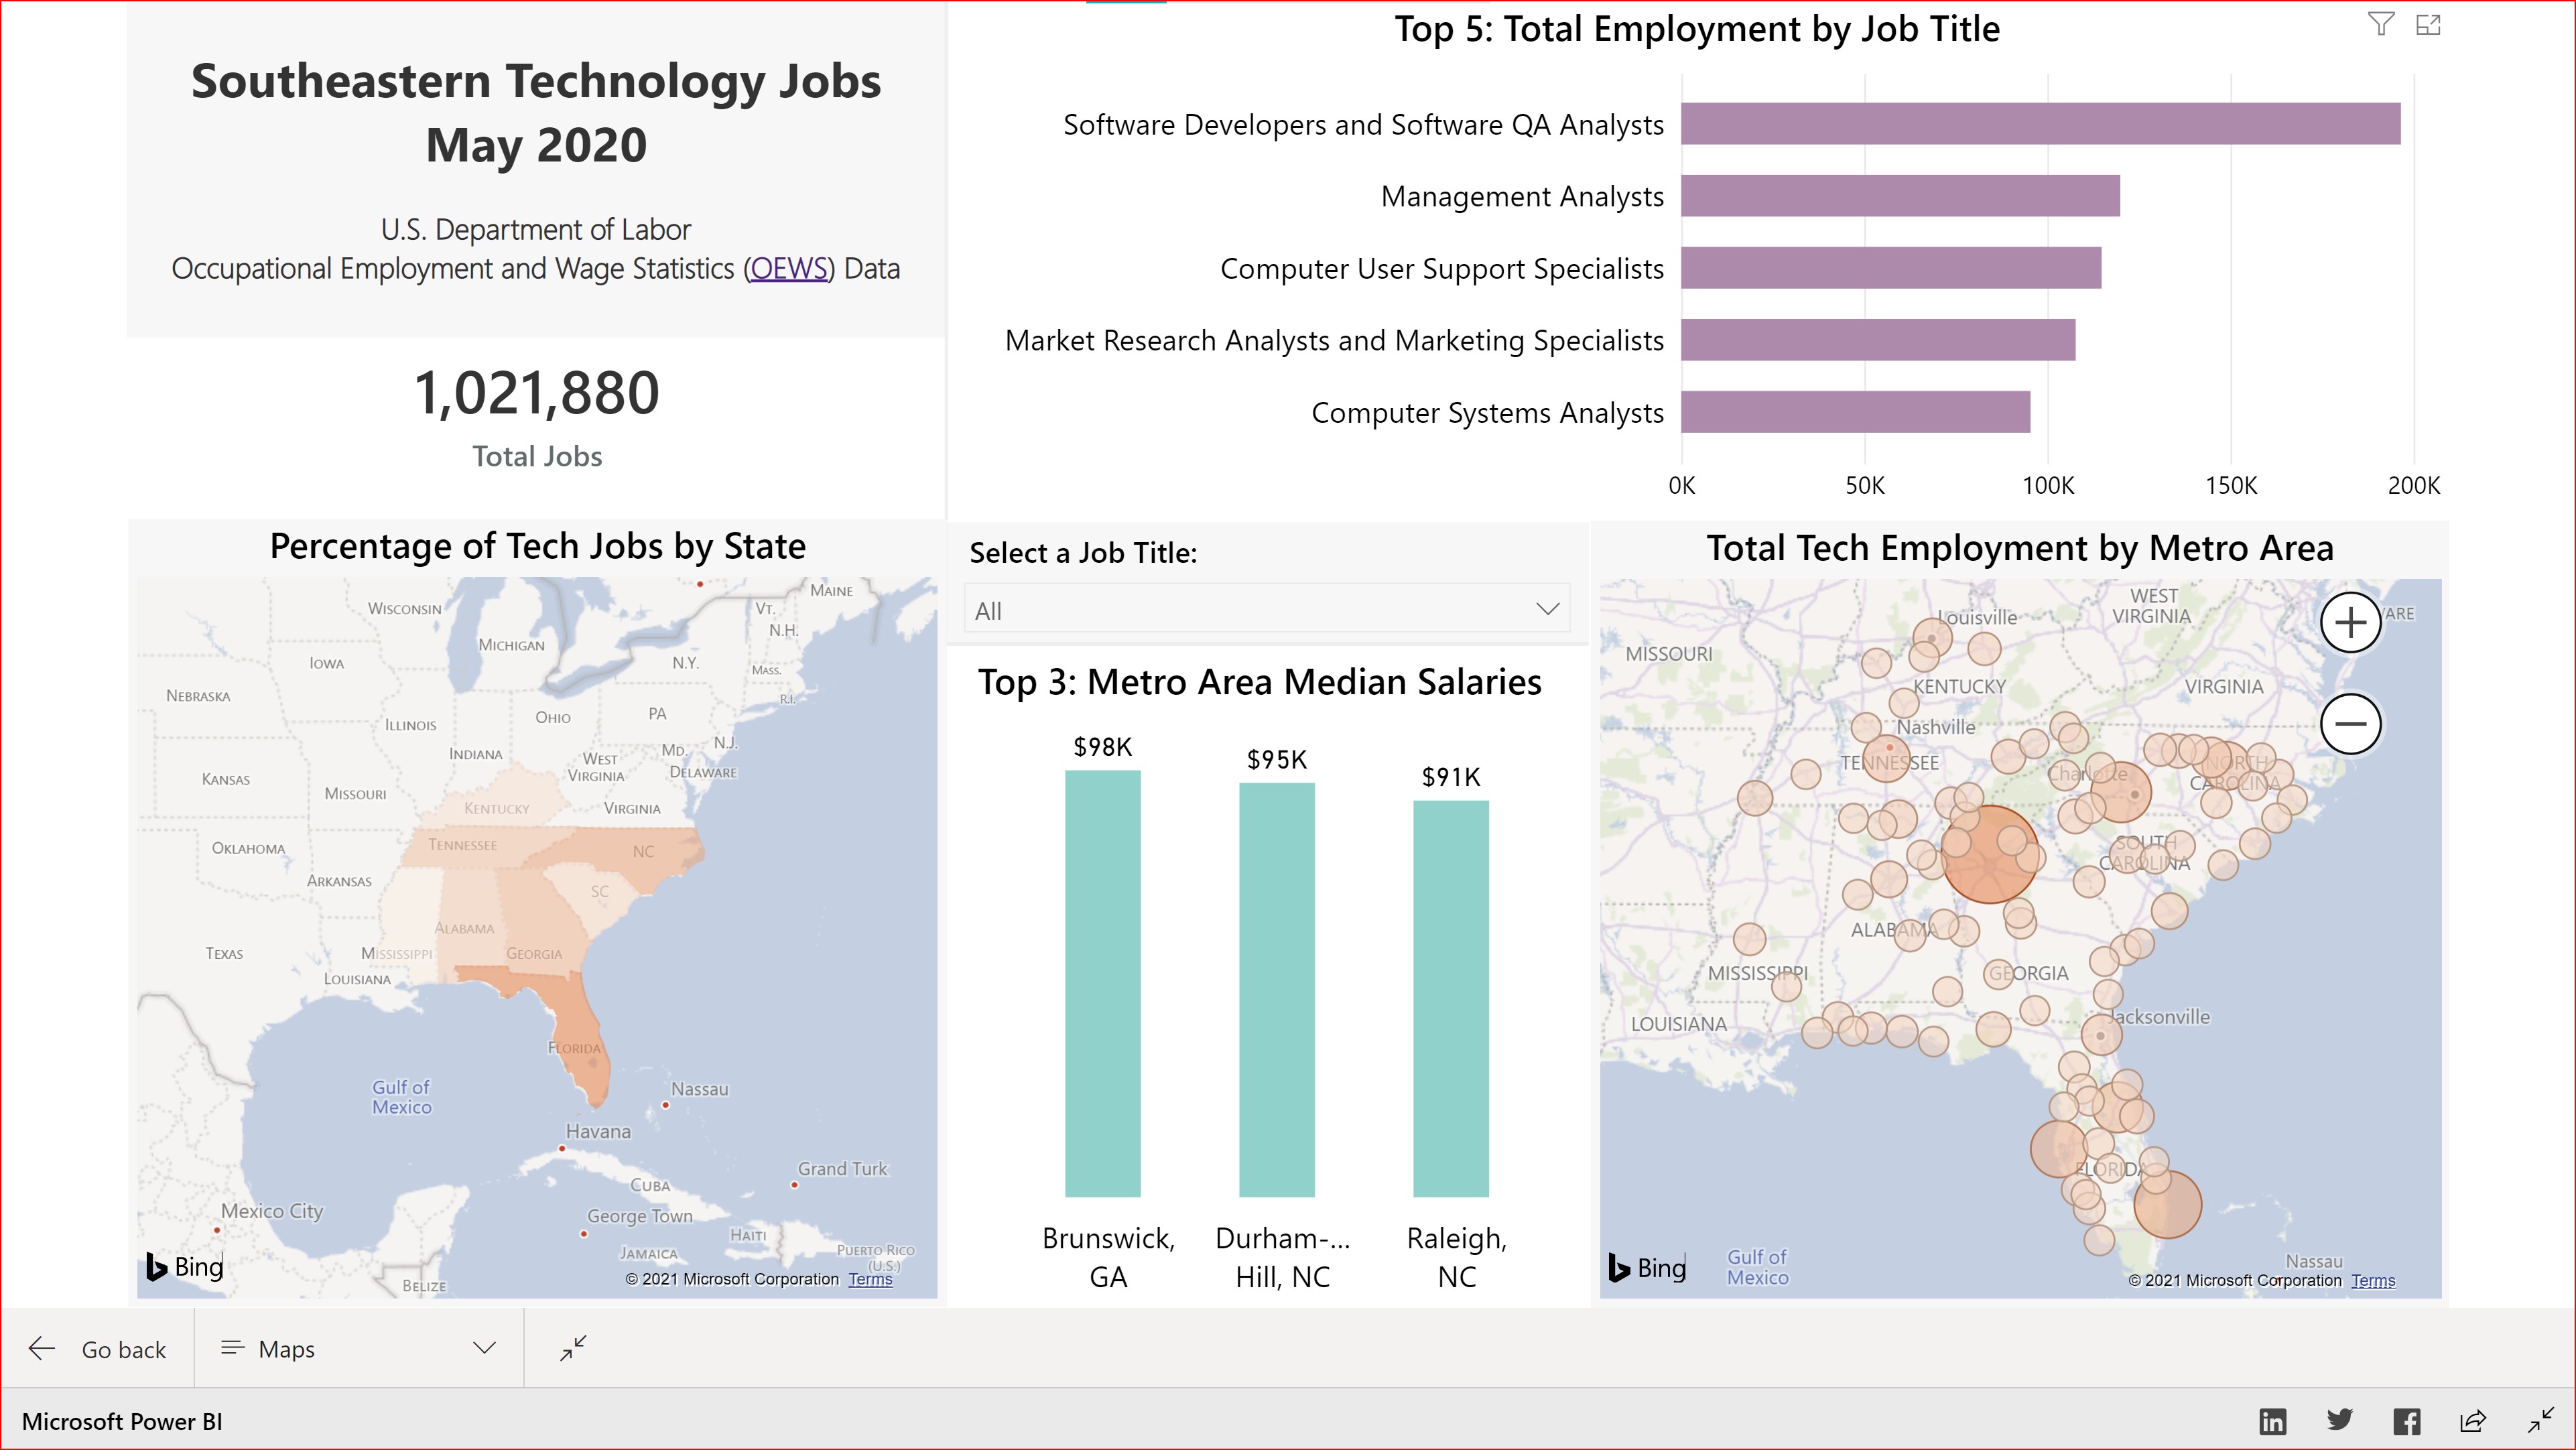 Southeastern Technology Jobs
May 2020
U.S. Department of Labor
Occupational Employment and Wage Statistics (OEWS) Data
1,021,880
Total Jobs
Top 5: Total Employment by Job Title
Software Developers and Software QA Analysts
Management Analysts
Computer User Support Specialists
Market Research Analysts and Marketing Specialists
Computer Systems Analysts
0K 50K 100K 150K 200K
Percentage of Tech Jobs by State
MAINE
WISCONSIN
VT.
N.H.
MICHIGAN
IOWA
N.Y.
MASS.
NEBRASKA
R.I.
ILLINOIS
OHIO
PA
INDIANA
MD.
N.J.
WEST
VIRGINIA
DELAWARE
KANSAS
MISSOURI
KENTUCKY
VIRGINIA
OKLAHOMA
TENNESSEE
NC
ARKANSAS
SC
ALABAMA
TEXAS
MISSISSIPPI
GEORGIA
LOUISIANA
FLORIDA
Gulf of
Mexico
Nassau
Havana
Grand Turk
CUBA
Mexico City
George Town
HAITI
JAMAICA
PUERTO RICO
(U.S.)
Bing
© 2021 Microsoft Corporation Terms
BELIZE
Select a Job Title:
All
Top 3: Metro Area Median Salaries
$98K
$95K
$91K
Brunswick,
GA
Durham-...
Hill, NC
Raleigh,
NC
Total Tech Employment by Metro Area
WEST
VIRGINIA
ARE
Louisville
MISSOURI
KENTUCKY
VIRGINIA
Nashville
TENNESSEE
Charlotte
NORTH
CAROLINA
SOUTH
CAROLINA
ALABAMA
MISSISSIPPI
GEORGIA
LOUISIANA
Jacksonville
FLORIDA
Gulf of
Mexico
Nassau
Bing
© 2021 Microsoft Corporation Terms
Go back
Maps
Microsoft Power BI